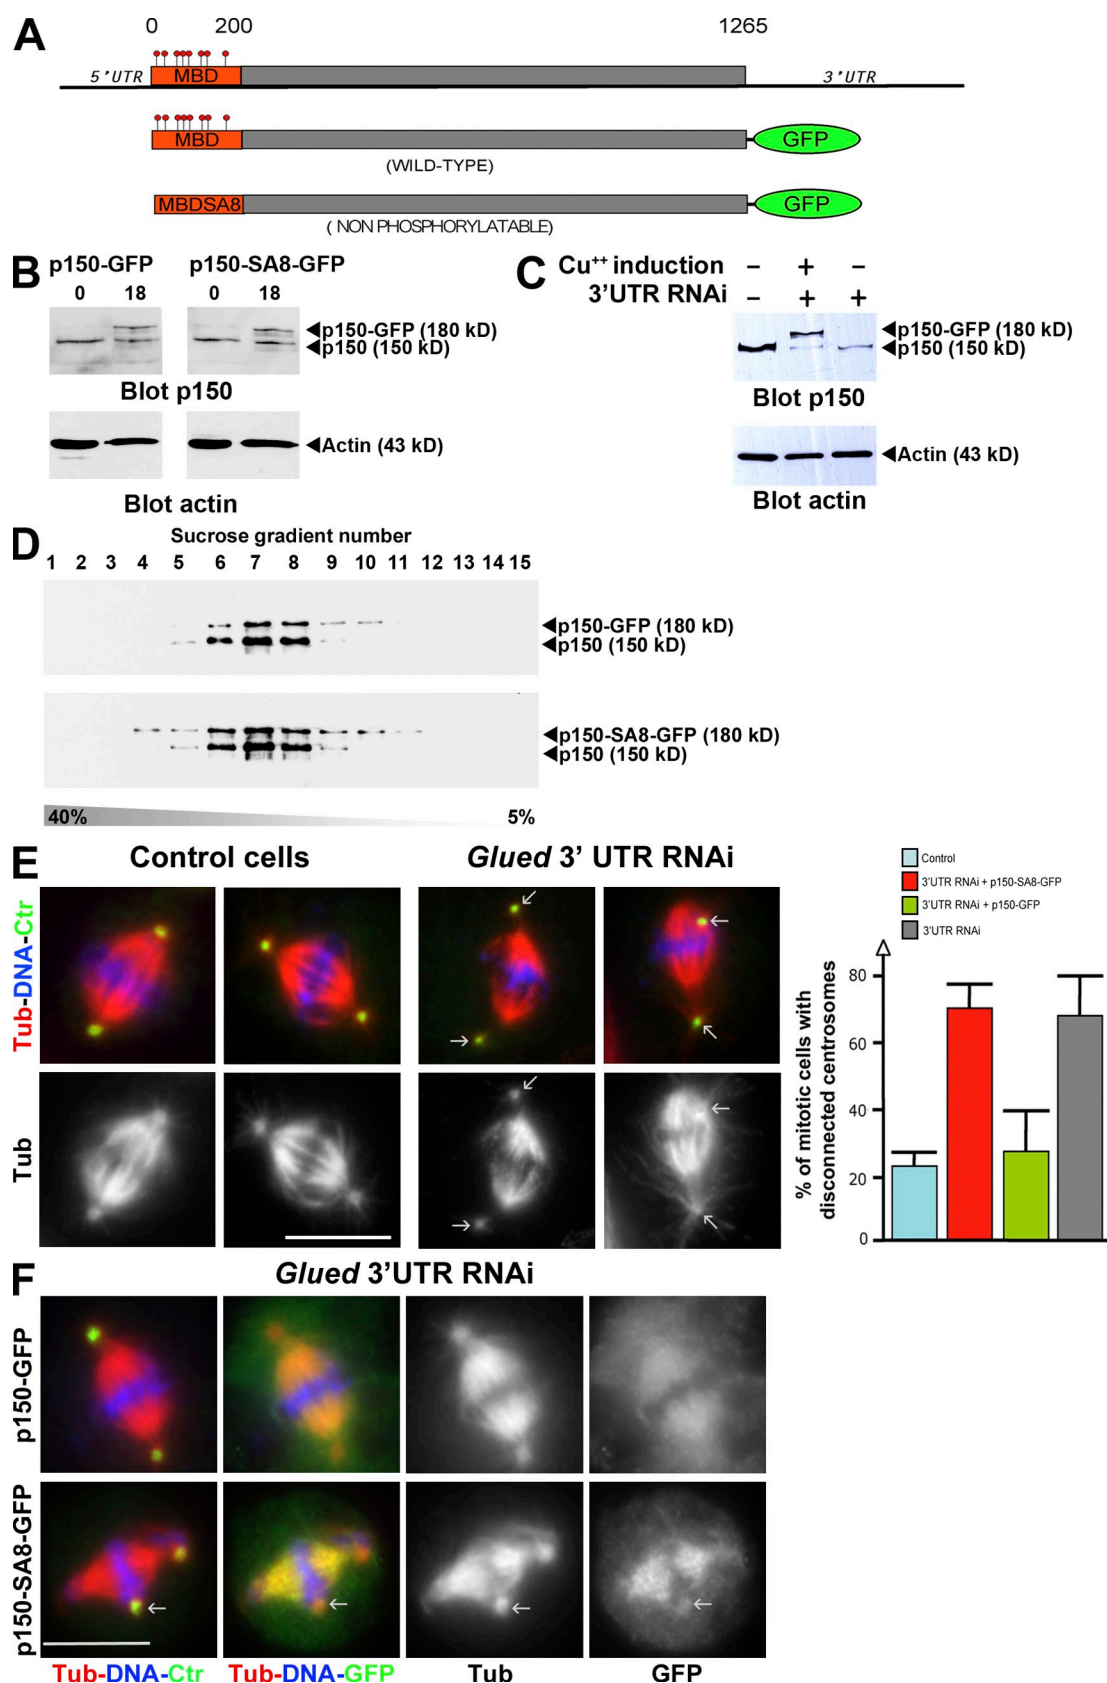 A
0 200 1265
5'UTR MBD 3'UTR
MBD GFP
(WILD-TYPE)
MBDSA8 GFP
( NON PHOSPHORYLATABLE)
B
p150-GFP p150-SA8-GFP
0 18 0 18
p150-GFP (180 kD)
p150 (150 kD)
Blot p150
Actin (43 kD)
Blot actin
C
Cu++ induction - + -
3'UTR RNAi - + +
p150-GFP (180 kD)
p150 (150 kD)
Blot p150
Actin (43 kD)
Blot actin
D
Sucrose gradient number
1 2 3 4 5 6 7 8 9 10 11 12 13 14 15
p150-GFP (180 kD)
p150 (150 kD)
p150-SA8-GFP (180 kD)
p150 (150 kD)
40% 5%
E
Control cells Glued 3' UTR RNAi
Tub-DNA-Ctr
Tub
Control
3'UTR RNAi + p150-SA8-GFP
3'UTR RNAi + p150-GFP
3'UTR RNAi
% of mitotic cells with
disconnected centrosomes
80
60
40
20
0
F
Glued 3'UTR RNAi
p150-GFP
p150-SA8-GFP
Tub-DNA-Ctr Tub-DNA-GFP Tub GFP